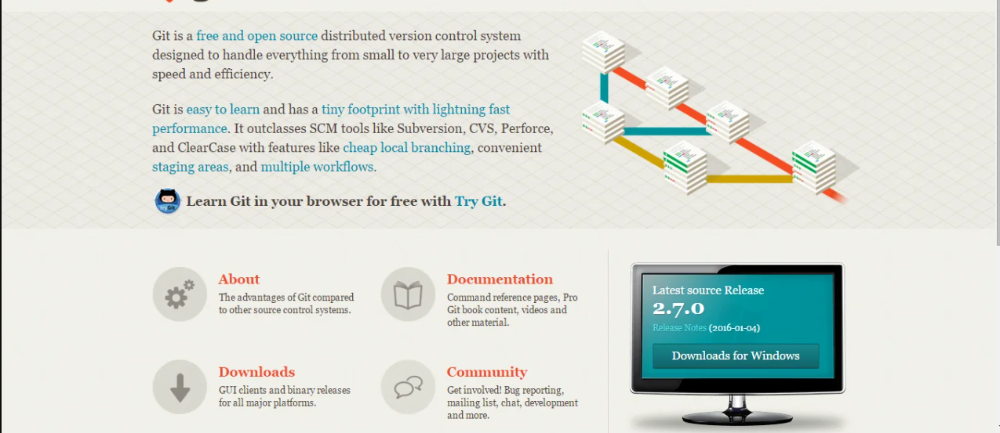 Git is a free and open source distributed version control system
designed to handle everything from small to very large projects with
speed and efficiency.
Git is easy to learn and has a tiny footprint with lightning fast
performance. It outclasses SCM tools like Subversion, CVS, Perforce,
and ClearCase with features like cheap local branching, convenient
staging areas, and multiple workflows.
Learn Git in your browser for free with Try Git.
About
The advantages of Git compared
to other source control systems.
Documentation
Command reference pages, Pro
Git book content, videos and
other material.
Downloads
GUI clients and binary releases
for all major platforms.
Community
Get involved! Bug reporting,
mailing list, chat, development
and more.
Latest source Release
2.7.0
Release Notes (2016-01-04)
Downloads for Windows